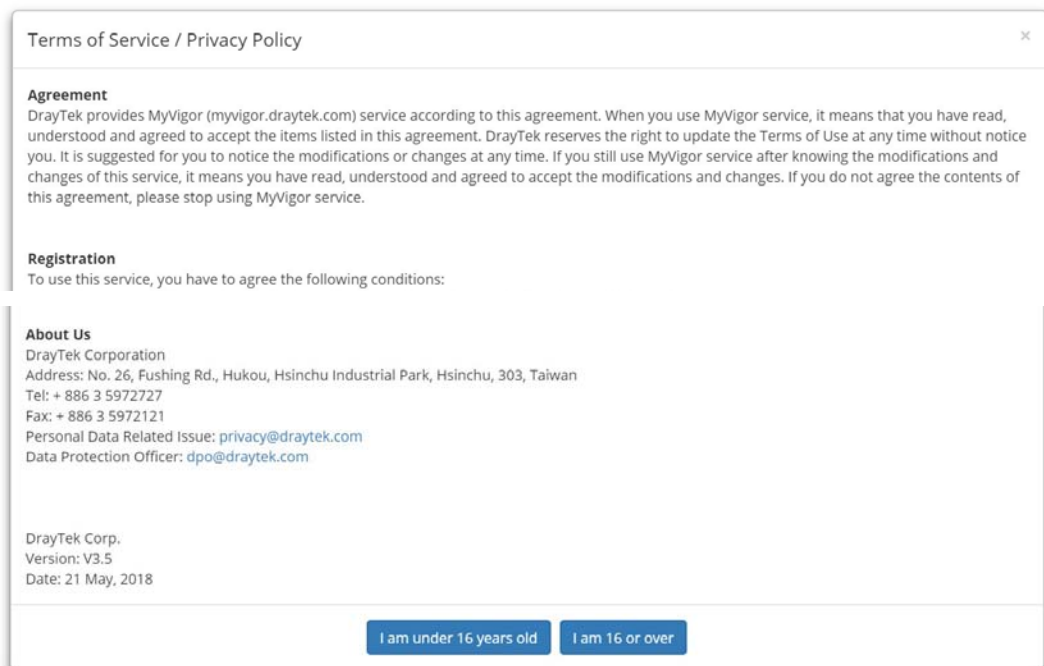 Terms of Service / Privacy Policy ×
Agreement
DrayTek provides MyVigor (myvigor.draytek.com) service according to this agreement. When you use MyVigor service, it means that you have read,
understood and agreed to accept the items listed in this agreement. DrayTek reserves the right to update the Terms of Use at any time without notice
you. It is suggested for you to notice the modifications or changes at any time. If you still use MyVigor service after knowing the modifications and
changes of this service, it means you have read, understood and agreed to accept the modifications and changes. If you do not agree the contents of
this agreement, please stop using MyVigor service.
Registration
To use this service, you have to agree the following conditions:
About Us
DrayTek Corporation
Address: No. 26, Fushing Rd., Hukou, Hsinchu Industrial Park, Hsinchu, 303, Taiwan
Tel: + 886 3 5972727
Fax: + 886 3 5972121
Personal Data Related Issue: privacy@draytek.com
Data Protection Officer: dpo@draytek.com
DrayTek Corp.
Version: V3.5
Date: 21 May, 2018
I am under 16 years old I am 16 or over